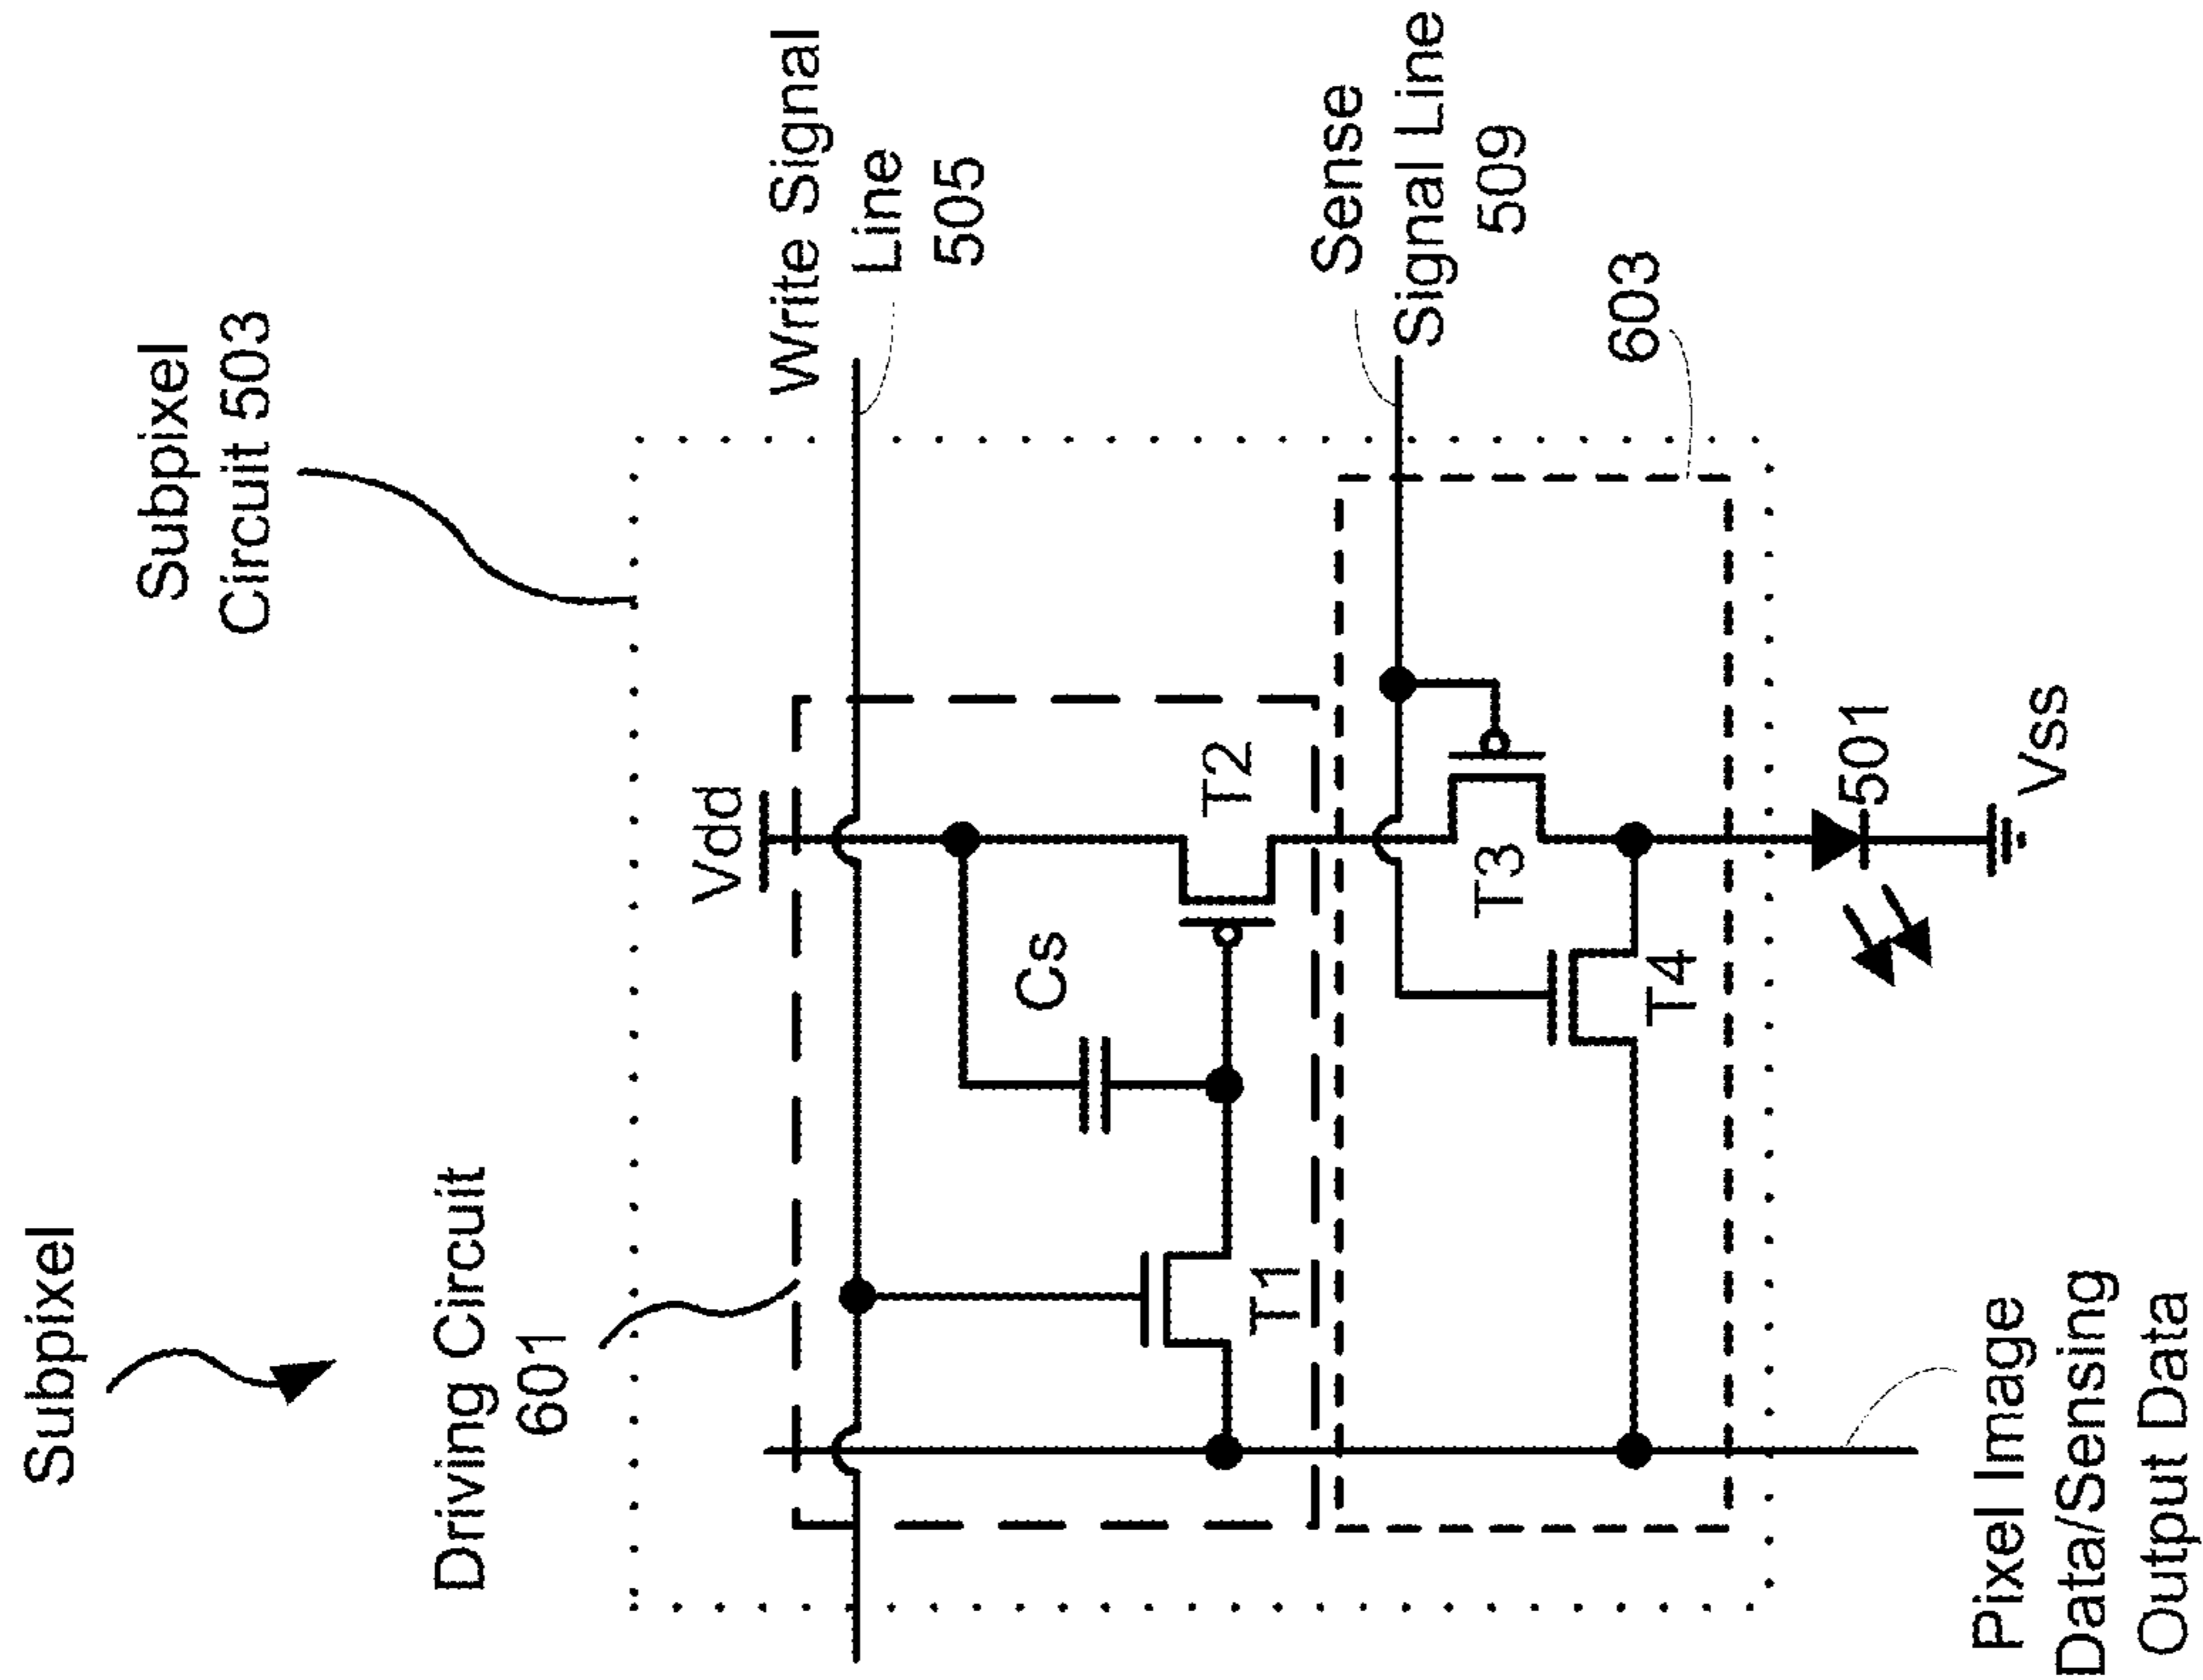 Subpixel
Subpixel
Circuit 503
Driving Circuit
601
Vdd
Write Signal
Line
505
Cs
T2
T1
Sense
Signal Line
509
T3
T4
603
501
Vss
Pixel Image
Data/Sensing
Output Data